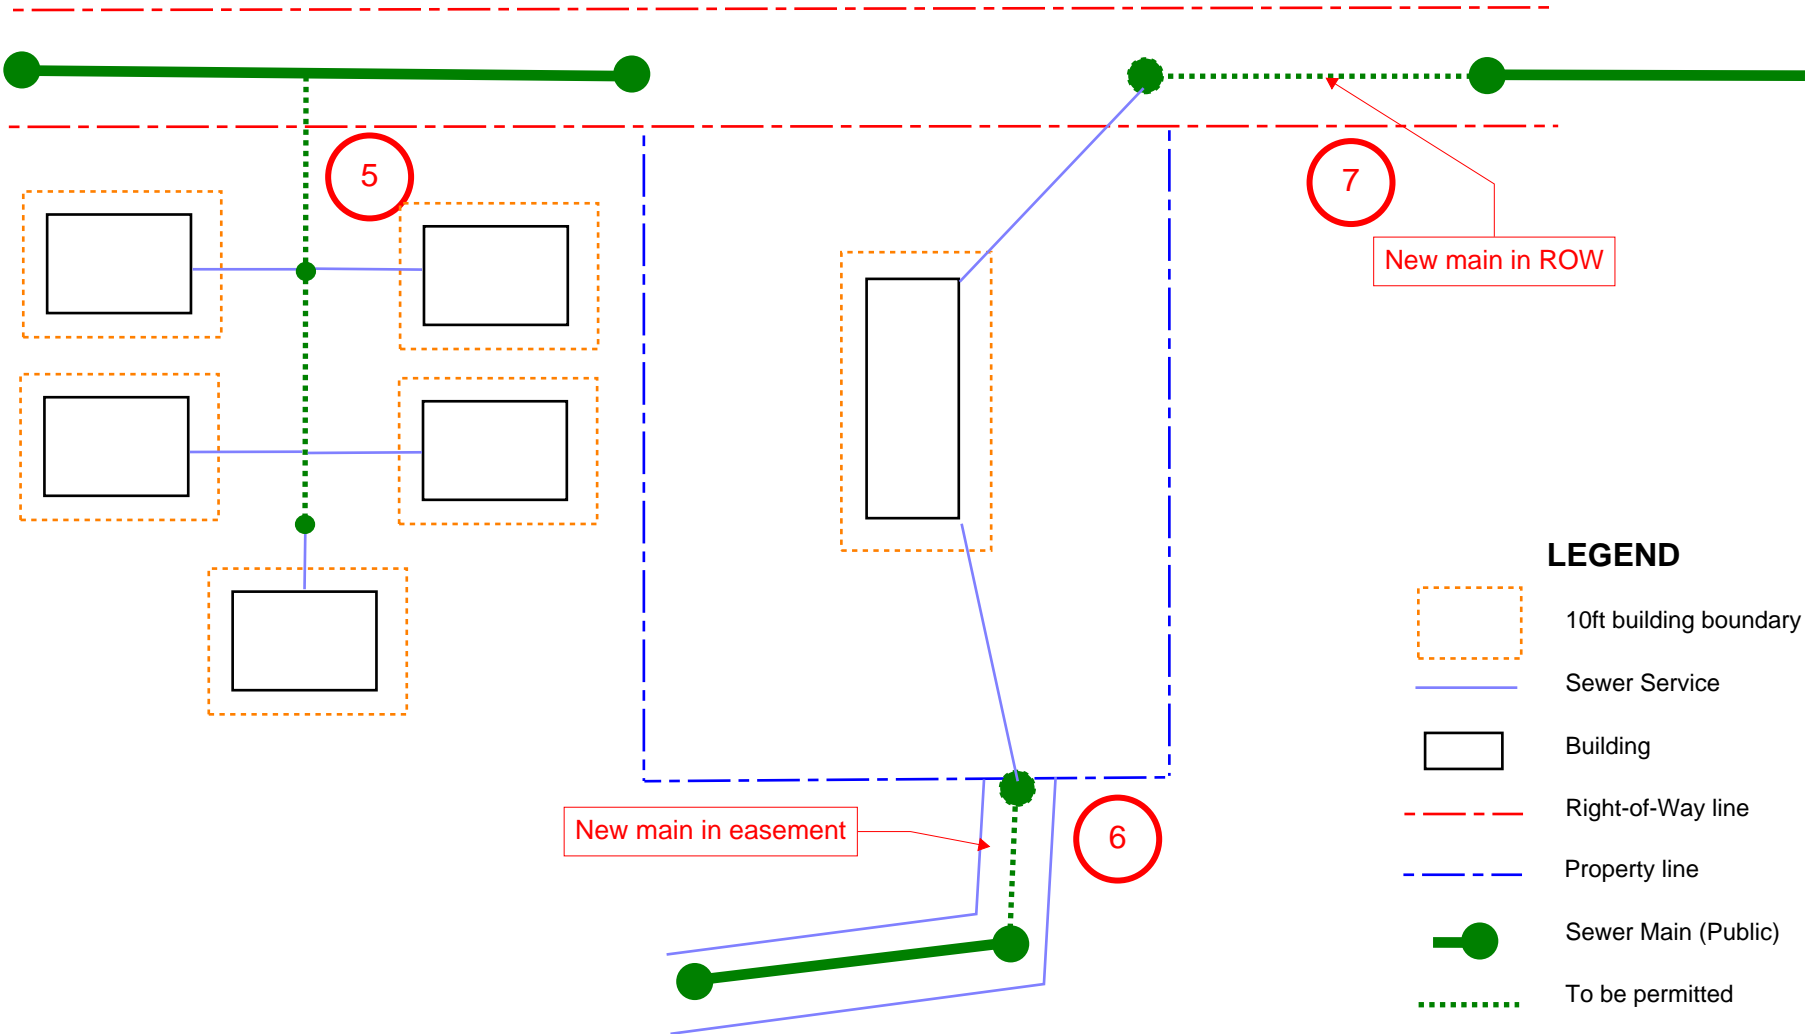 5
7
New main in ROW
New main in easement
6
LEGEND
10ft building boundary
Sewer Service
Building
Right-of-Way line
Property line
Sewer Main (Public)
To be permitted